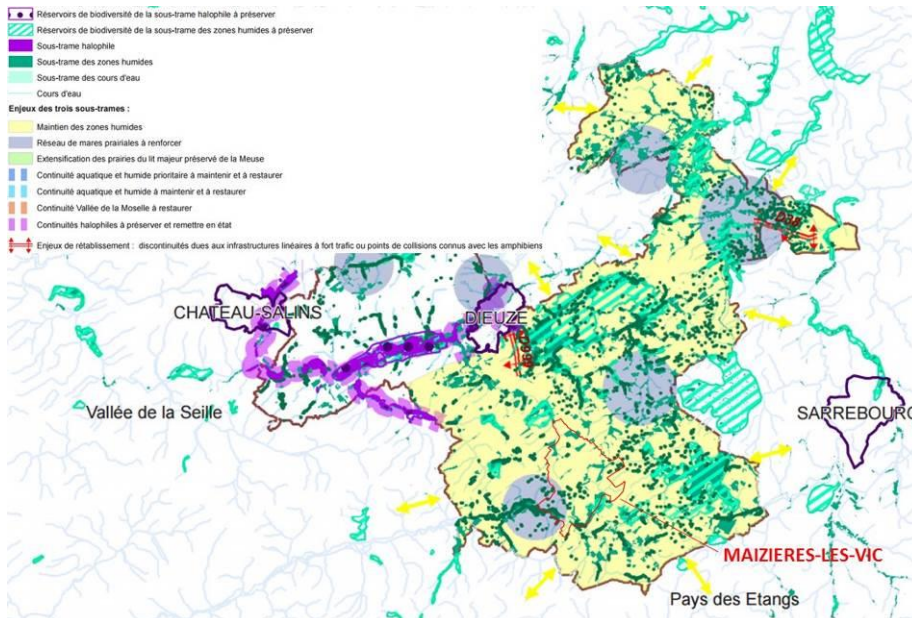 Réservoirs de biodiversité de la sous-trame halophile à préserver
Réservoirs de biodiversité de la sous-trame des zones humides à préserver
Sous-trame halophile
Sous-trame des zones humides
Sous-trame des cours d'eau
Cours d'eau
Enjeux des trois sous-trames :
Maintien des zones humides
Réseau de mares prairiales à renforcer
Extensification des prairies du lit majeur préservé de la Meuse
Continuité aquatique et humide prioritaire à maintenir et à restaurer
Continuité aquatique et humide à maintenir et à restaurer
Continuité Vallée de la Moselle à restaurer
Continuités halophiles à préserver et remettre en état
Enjeux de rétablissement : discontinuités dues aux infrastructures linéaires à fort trafic ou points de collisions connus avec les amphibiens
D38
CHATEAU-SALINS
DIEUZE
D999
Vallée de la Seille
SARREBOURG
MAIZIERES-LES-VIC
Pays des Etangs